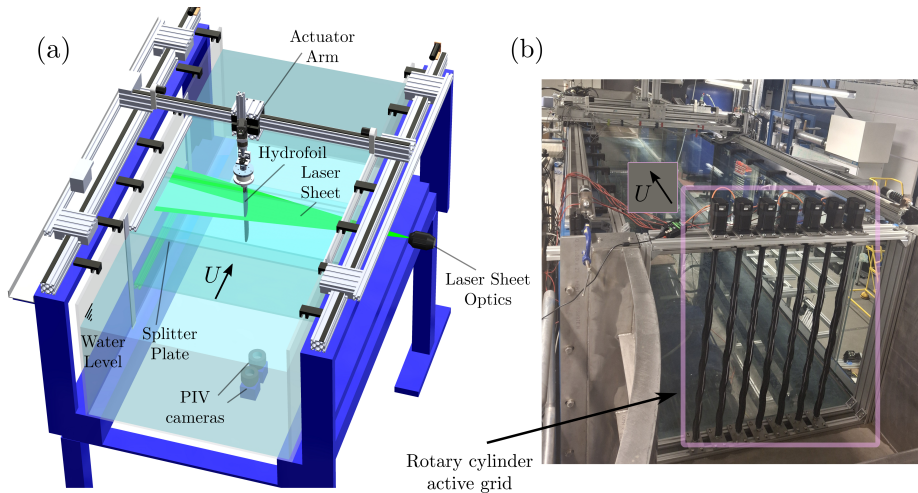 (a)
Actuator
Arm
Hydrofoil
Laser
Sheet
U
Laser Sheet
Optics
Splitter
Plate
Water
Level
PIV
cameras
(b)
U
Rotary cylinder
active grid